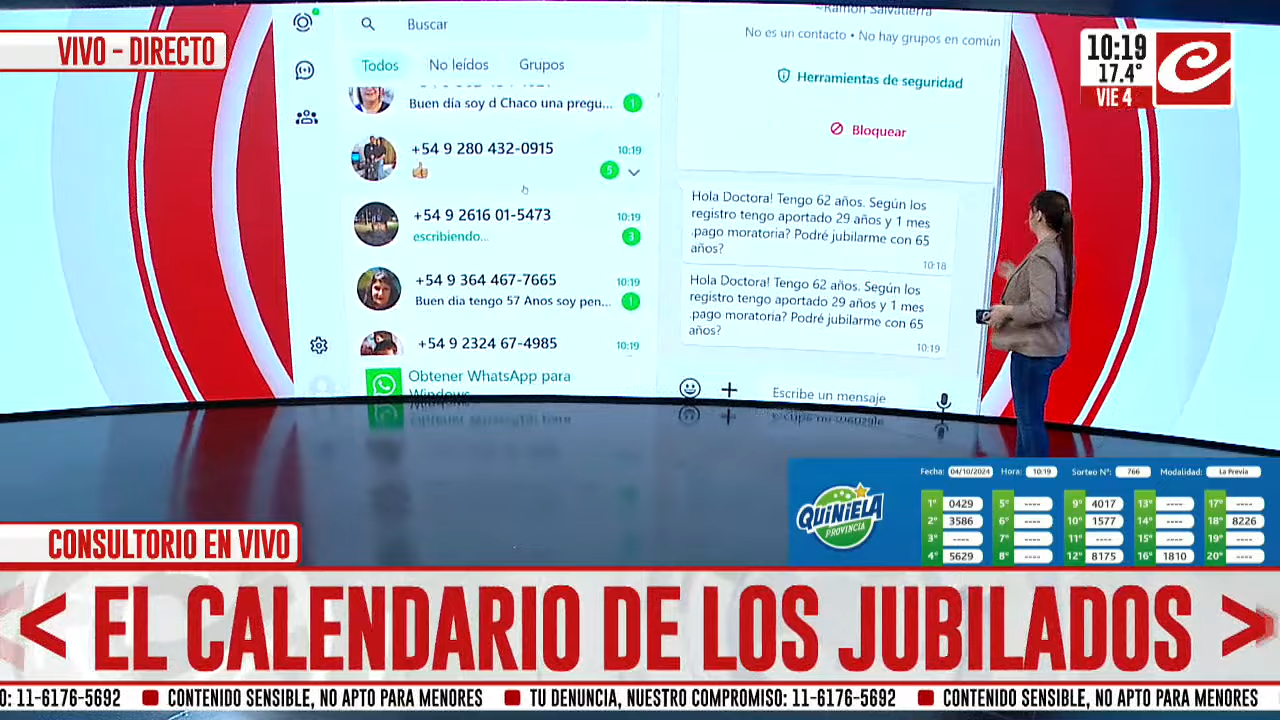 VIVO - DIRECTO
Buscar
Todos
No leídos
Grupos
Buen día soy d Chaco una pregu...
1
+54 9 280 432-0915
10:19
👍
5
+54 9 2616 01-5473
10:19
escribiendo...
3
+54 9 364 467-7665
10:19
Buen dia tengo 57 Anos soy pen...
1
+54 9 2324 67-4985
10:19
Obtener WhatsApp para
Windows
~Ramon Salvatierra
No es un contacto • No hay grupos en común
Herramientas de seguridad
Bloquear
Hola Doctora! Tengo 62 años. Según los
registro tengo aportado 29 años y 1 mes
.pago moratoria? Podré jubilarme con 65
años?
10:18
Hola Doctora! Tengo 62 años. Según los
registro tengo aportado 29 años y 1 mes
.pago moratoria? Podré jubilarme con 65
años?
10:19
Escribe un mensaje
10:19
17.4°
VIE 4
Fecha: 04/10/2024 Hora: 10:19 Sorteo N°: 766 Modalidad: La Previa
QUINIELA
PROVINCIA
1° 0429 5° ---- 9° 4017 13° ---- 17° ----
2° 3586 6° ---- 10° 1577 14° ---- 18° 8226
3° ---- 7° ---- 11° ---- 15° ---- 19° ----
4° 5629 8° ---- 12° 8175 16° 1810 20° ----
CONSULTORIO EN VIVO
< EL CALENDARIO DE LOS JUBILADOS >
O: 11-6176-5692 CONTENIDO SENSIBLE, NO APTO PARA MENORES TU DENUNCIA, NUESTRO COMPROMISO: 11-6176-5692 CONTENIDO SENSIBLE, NO APTO PARA MENORES